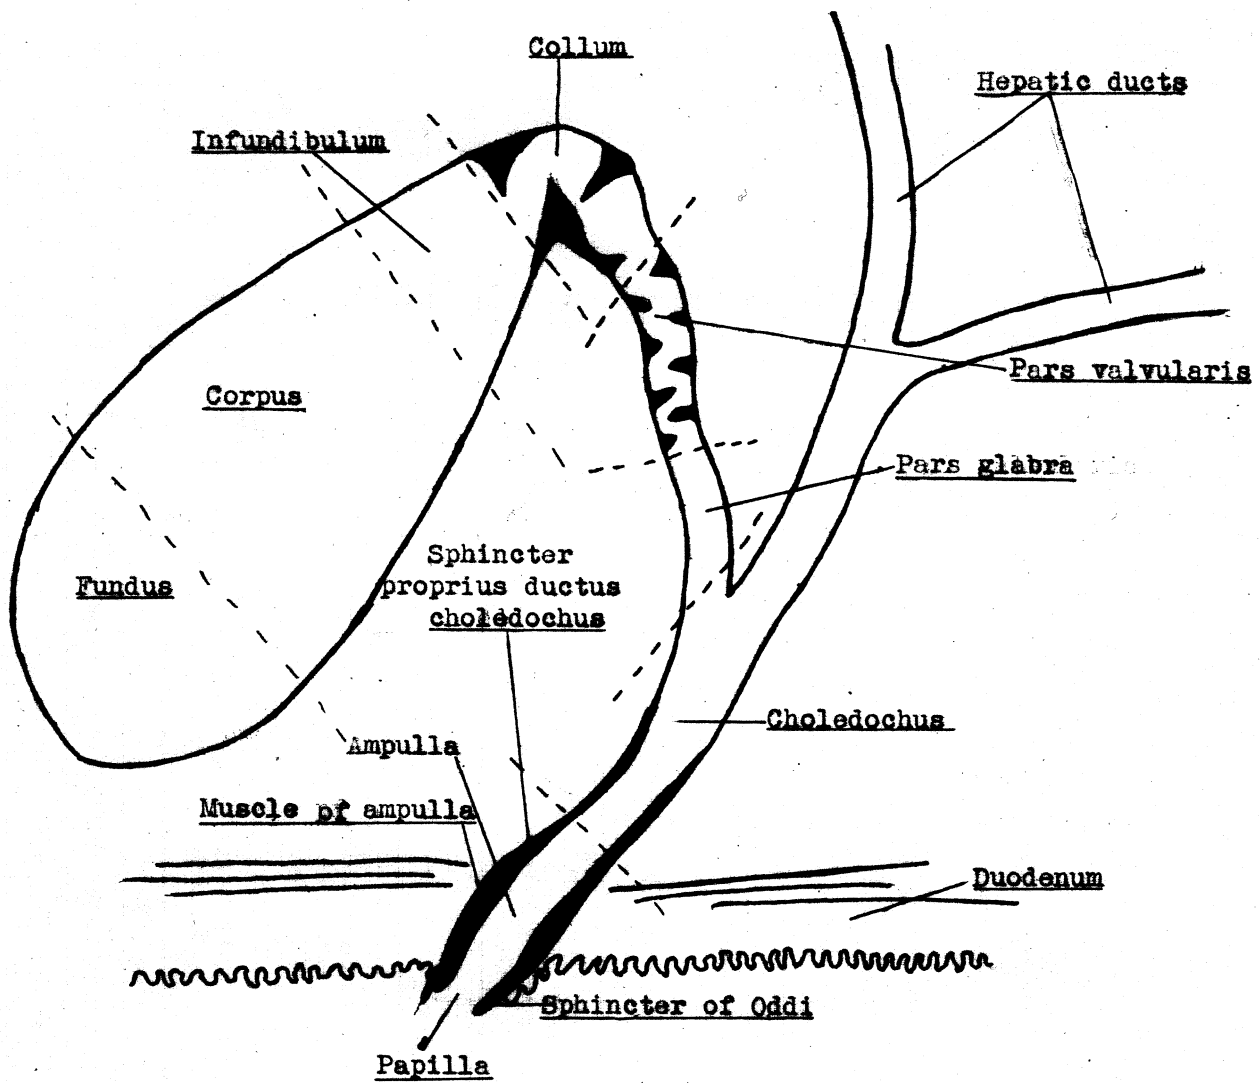 Collum
Hepatic ducts
Infundibulum
Pars valvularis
Corpus
Pars glabra
Sphincter
proprius ductus
choledochus
Fundus
Choledochus
Ampulla
Muscle of ampulla
Duodenum
Sphincter of Oddi
Papilla